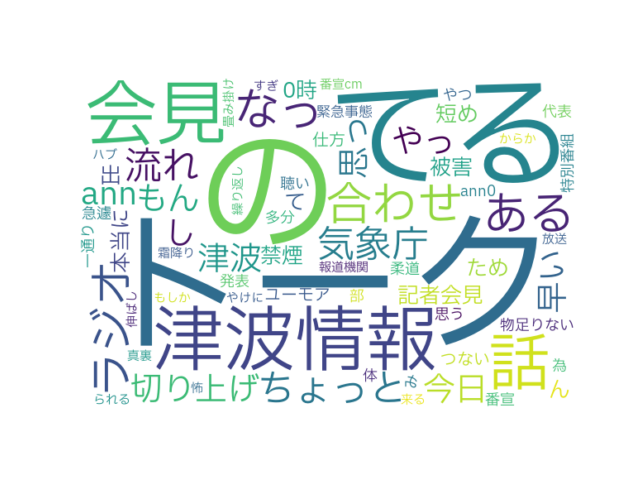 畳み掛け
すぎ
0時
番宣cm
会見
なっ
緊急事態
やっ
短め
代表
てる
仕方
思っ
やっ
からか
ハブ
流れ
出
の
繰り返し
聴い
被害
特別番組
ann
もん
て
合わせ
ann0
ある
急遽
し
多分
一通り
本当に
霜降り
津波
禁煙
気象庁
放送
トーク
報道機関
柔道
ため
早い
発表
ラジオ
もしか
伸ばし
やけに
ユーモア
部
記者会見
思う
物足りない
津波情報
話
真裏
切り上げ
怖
ちょっと
体
み
つない
為
今日
ん
られる
来る
番宣